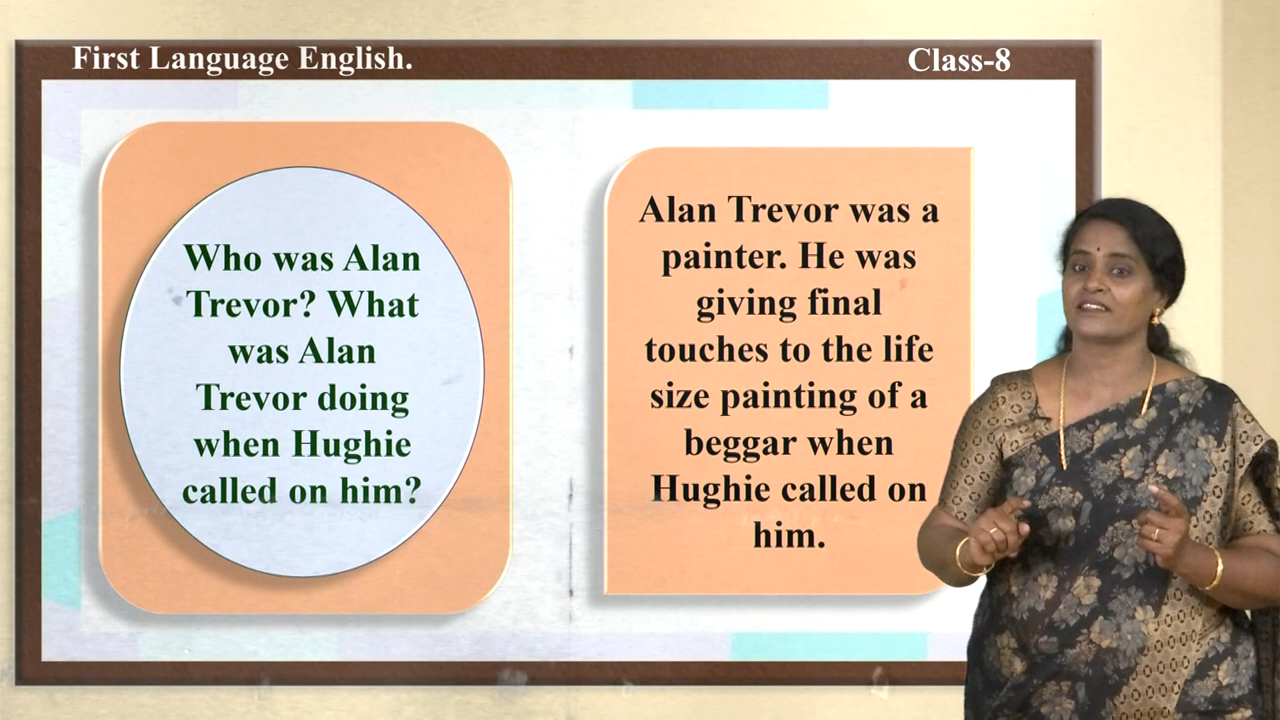 First Language English.
Class-8
Who was Alan
Trevor? What
was Alan
Trevor doing
when Hughie
called on him?
Alan Trevor was a
painter. He was
giving final
touches to the life
size painting of a
beggar when
Hughie called on
him.